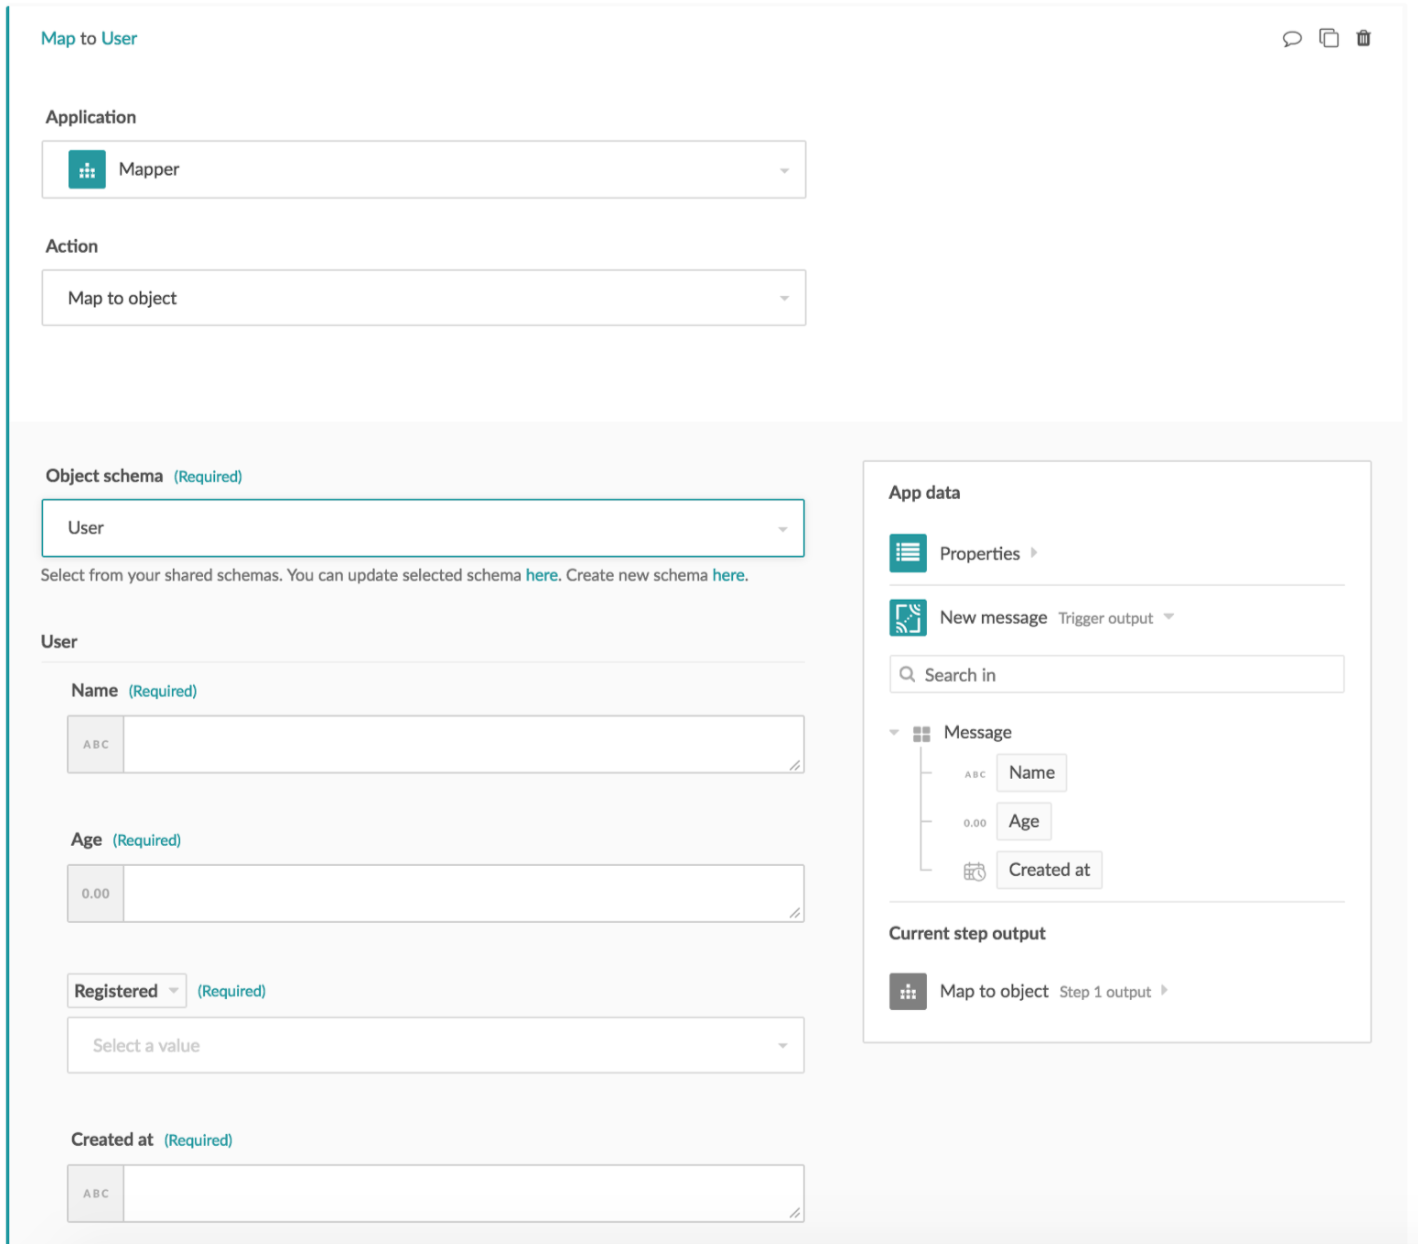 Map to User
Application
Mapper
Action
Map to object
Object schema (Required)
User
Select from your shared schemas. You can update selected schema here. Create new schema here.
User
Name (Required)
ABC
Age (Required)
0.00
Registered (Required)
Select a value
Created at (Required)
ABC
App data
Properties
New message Trigger output
Search in
Message
ABC Name
0.00 Age
Created at
Current step output
Map to object Step 1 output